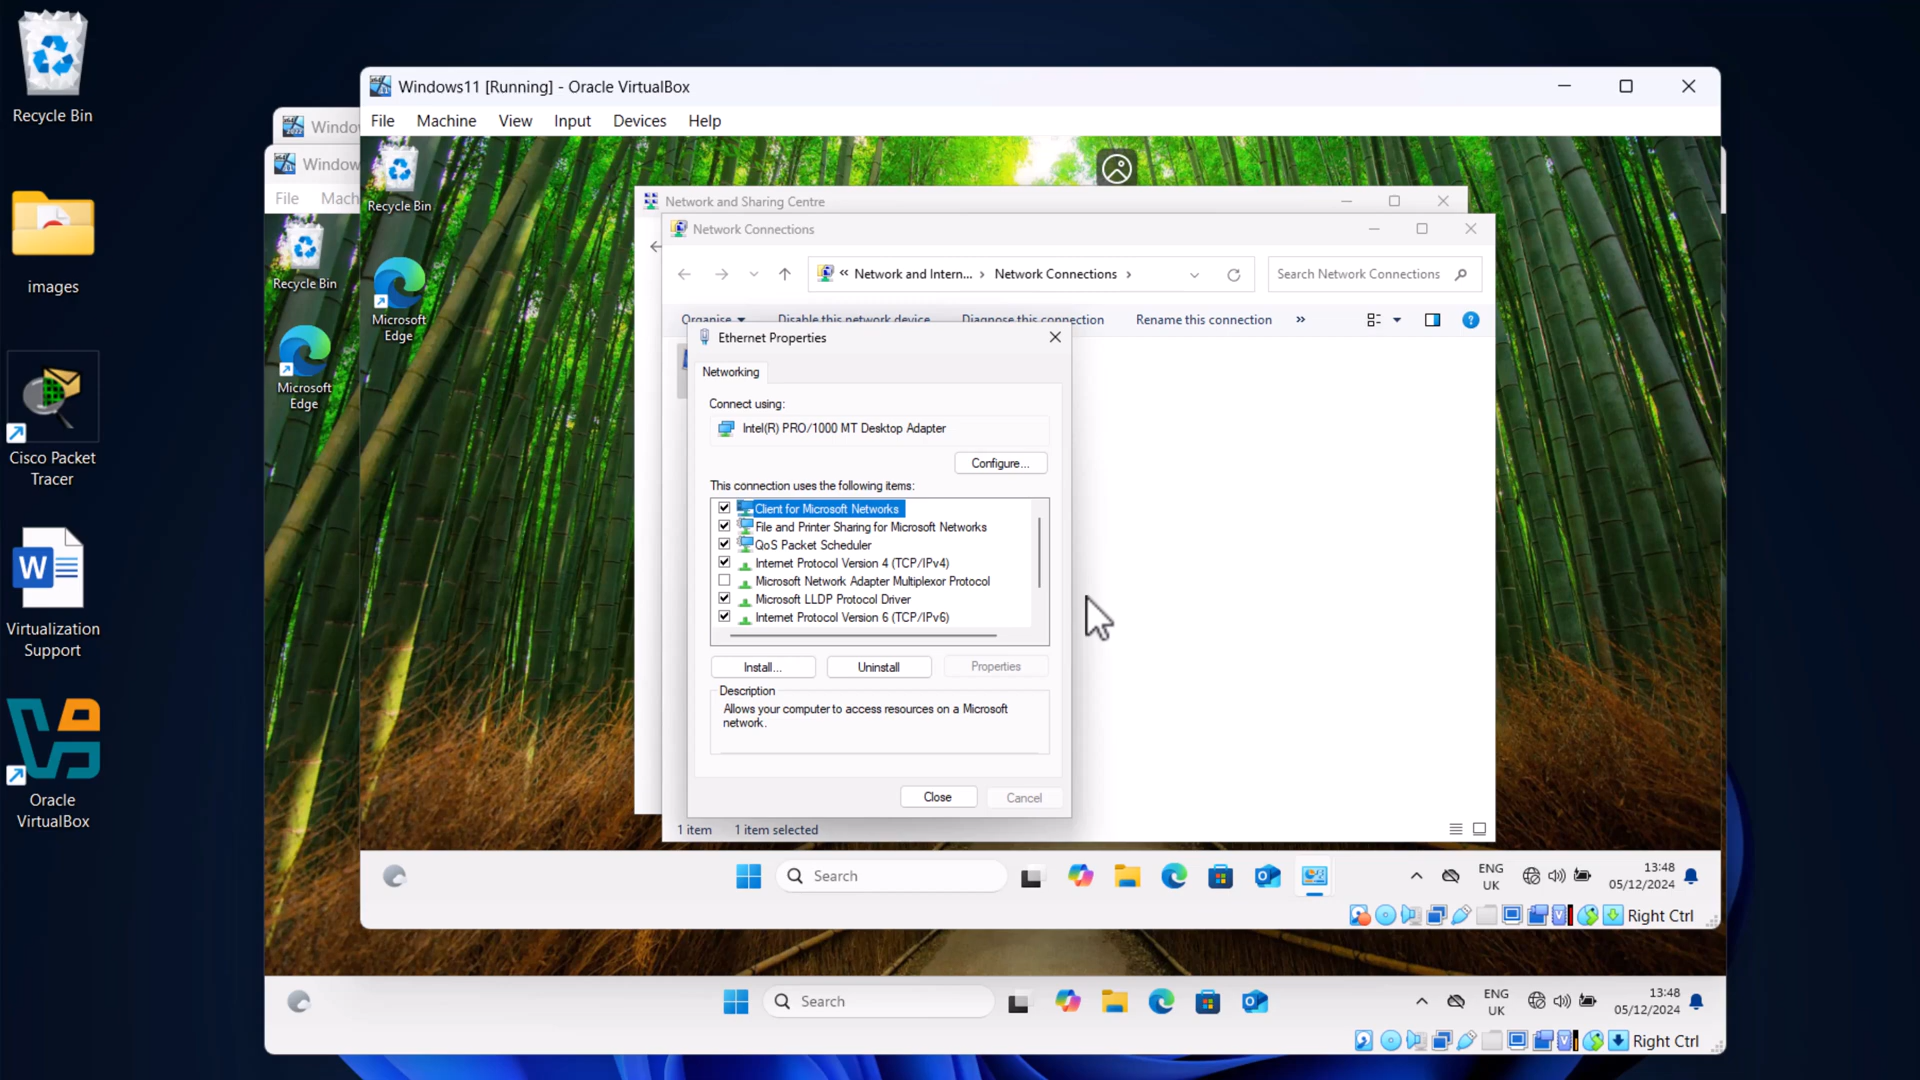 Recycle Bin
images
Cisco Packet
Tracer
Virtualization
Support
Oracle
VirtualBox
Windo
Window
File Mach
Recycle Bin
Microsoft
Edge
Windows11 [Running] - Oracle VirtualBox
File Machine View Input Devices Help
Recycle Bin
Microsoft
Edge
Network and Sharing Centre
Network Connections
« Network and Intern... › Network Connections ›
Search Network Connections
Organise Disable this network device Diagnose this connection Rename this connection »
Ethernet Properties
Networking
Connect using:
Intel(R) PRO/1000 MT Desktop Adapter
Configure...
This connection uses the following items:
Client for Microsoft Networks
File and Printer Sharing for Microsoft Networks
QoS Packet Scheduler
Internet Protocol Version 4 (TCP/IPv4)
Microsoft Network Adapter Multiplexor Protocol
Microsoft LLDP Protocol Driver
Internet Protocol Version 6 (TCP/IPv6)
Install... Uninstall Properties
Description
Allows your computer to access resources on a Microsoft
network.
Close Cancel
1 item 1 item selected
Search
ENG
UK
13:48
05/12/2024
Right Ctrl
Search
ENG
UK
13:48
05/12/2024
Right Ctrl